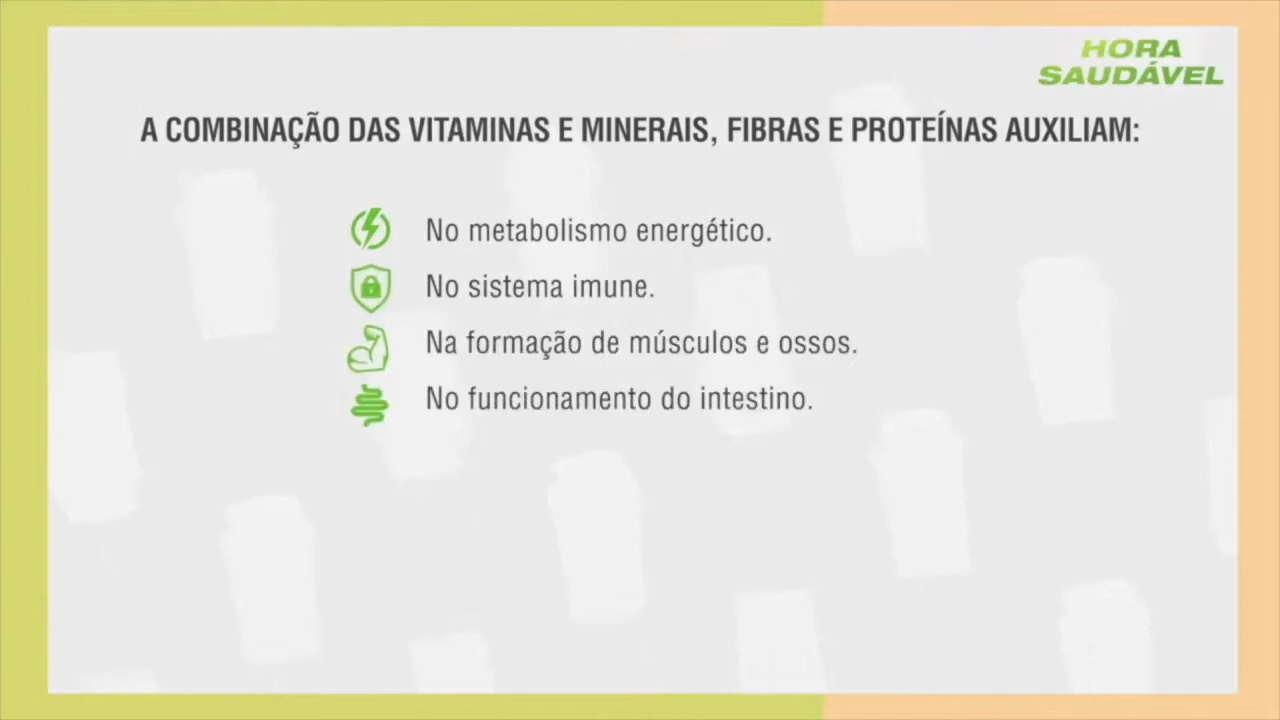 HORA
SAUDÁVEL
A COMBINAÇÃO DAS VITAMINAS E MINERAIS, FIBRAS E PROTEÍNAS AUXILIAM:
No metabolismo energético.
No sistema imune.
Na formação de músculos e ossos.
No funcionamento do intestino.